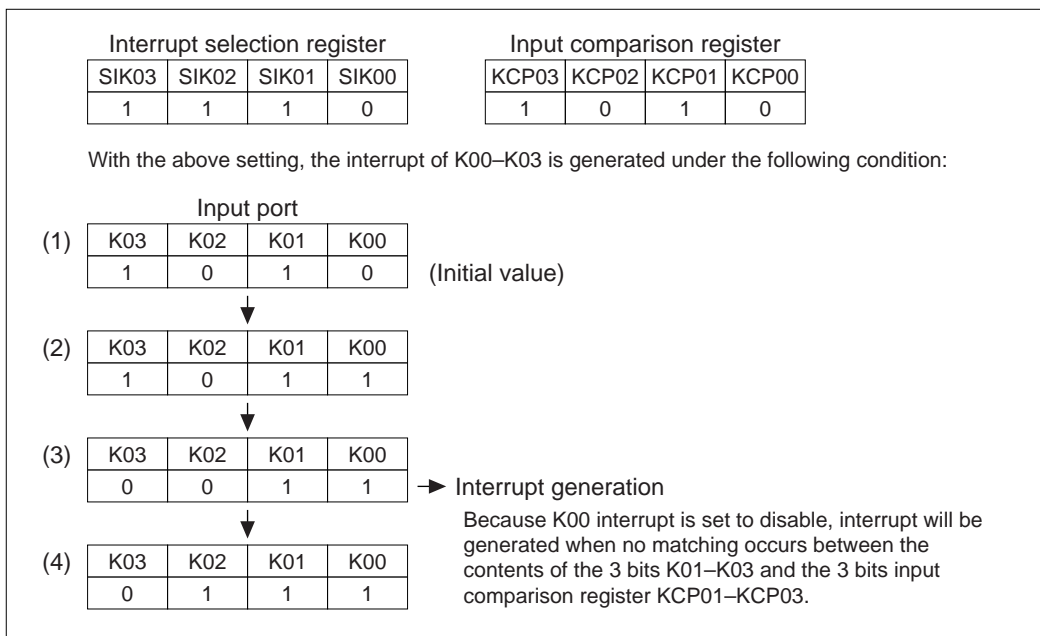 Interrupt selection register
SIK03 SIK02 SIK01 SIK00
1 1 1 0
Input comparison register
KCP03 KCP02 KCP01 KCP00
1 0 1 0
With the above setting, the interrupt of K00–K03 is generated under the following condition:
Input port
(1) K03 K02 K01 K00
1 0 1 0 (Initial value)
(2) K03 K02 K01 K00
1 0 1 1
(3) K03 K02 K01 K00
0 0 1 1 Interrupt generation
Because K00 interrupt is set to disable, interrupt will be
generated when no matching occurs between the
contents of the 3 bits K01–K03 and the 3 bits input
comparison register KCP01–KCP03.
(4) K03 K02 K01 K00
0 1 1 1